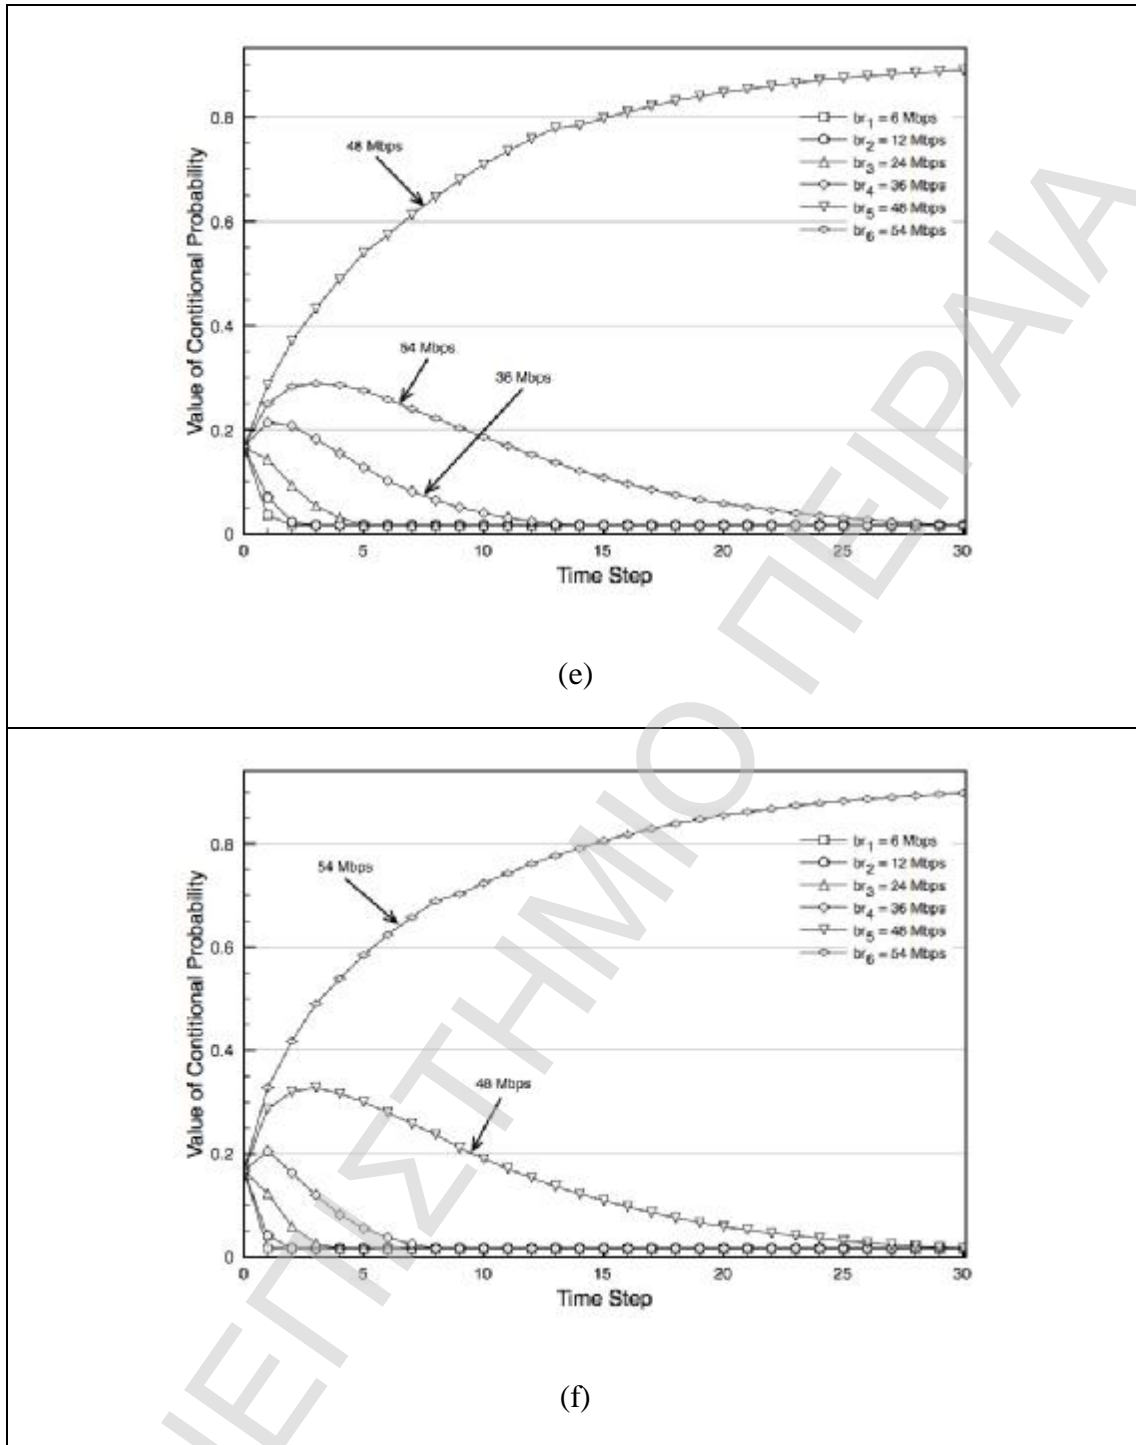 0.8
0.6
0.4
0.2
0
0
5
10
15
20
25
30
Value of Contitional Probability
Time Step
48 Mbps
54 Mbps
36 Mbps
br1 = 6 Mbps
br2 = 12 Mbps
br3 = 24 Mbps
br4 = 36 Mbps
br5 = 48 Mbps
br6 = 54 Mbps
(e)
0.8
0.6
0.4
0.2
0
0
5
10
15
20
25
30
Value of Contitional Probability
Time Step
54 Mbps
48 Mbps
br1 = 6 Mbps
br2 = 12 Mbps
br3 = 24 Mbps
br4 = 36 Mbps
br5 = 48 Mbps
br6 = 54 Mbps
(f)
ΕΠΙΣΤΗΜΙΟ ΠΕΙΡΑΙΑ